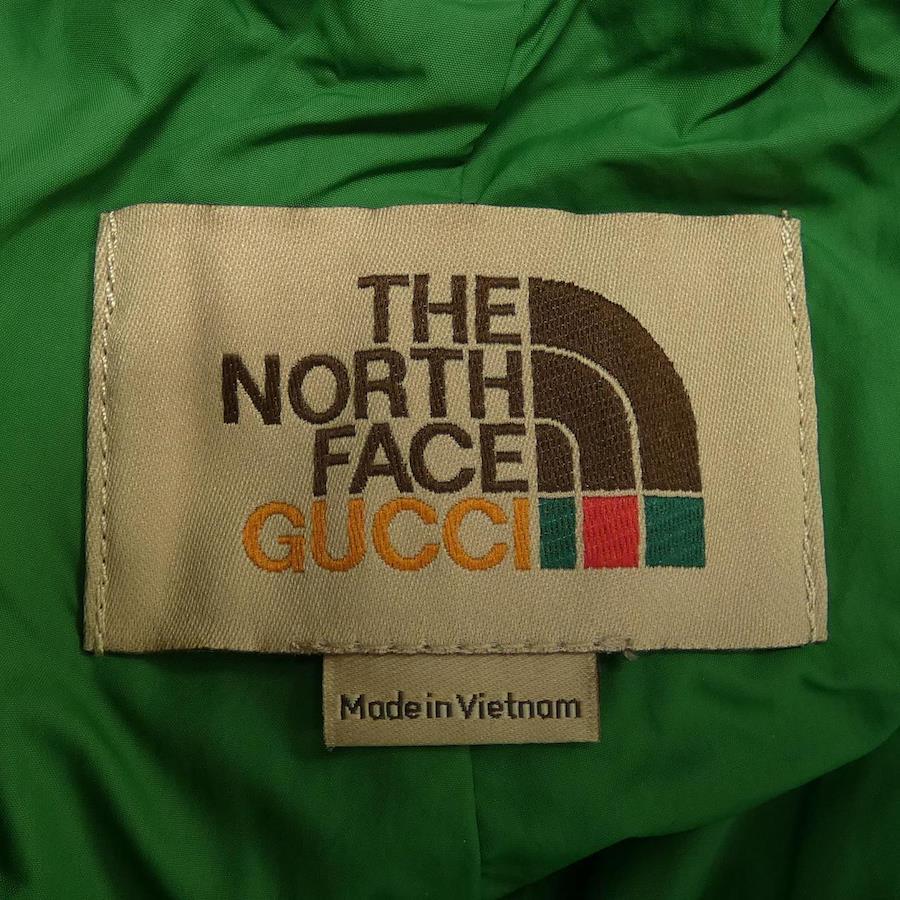 THE
NORTH
FACE
GUCCI
Made in Vietnam